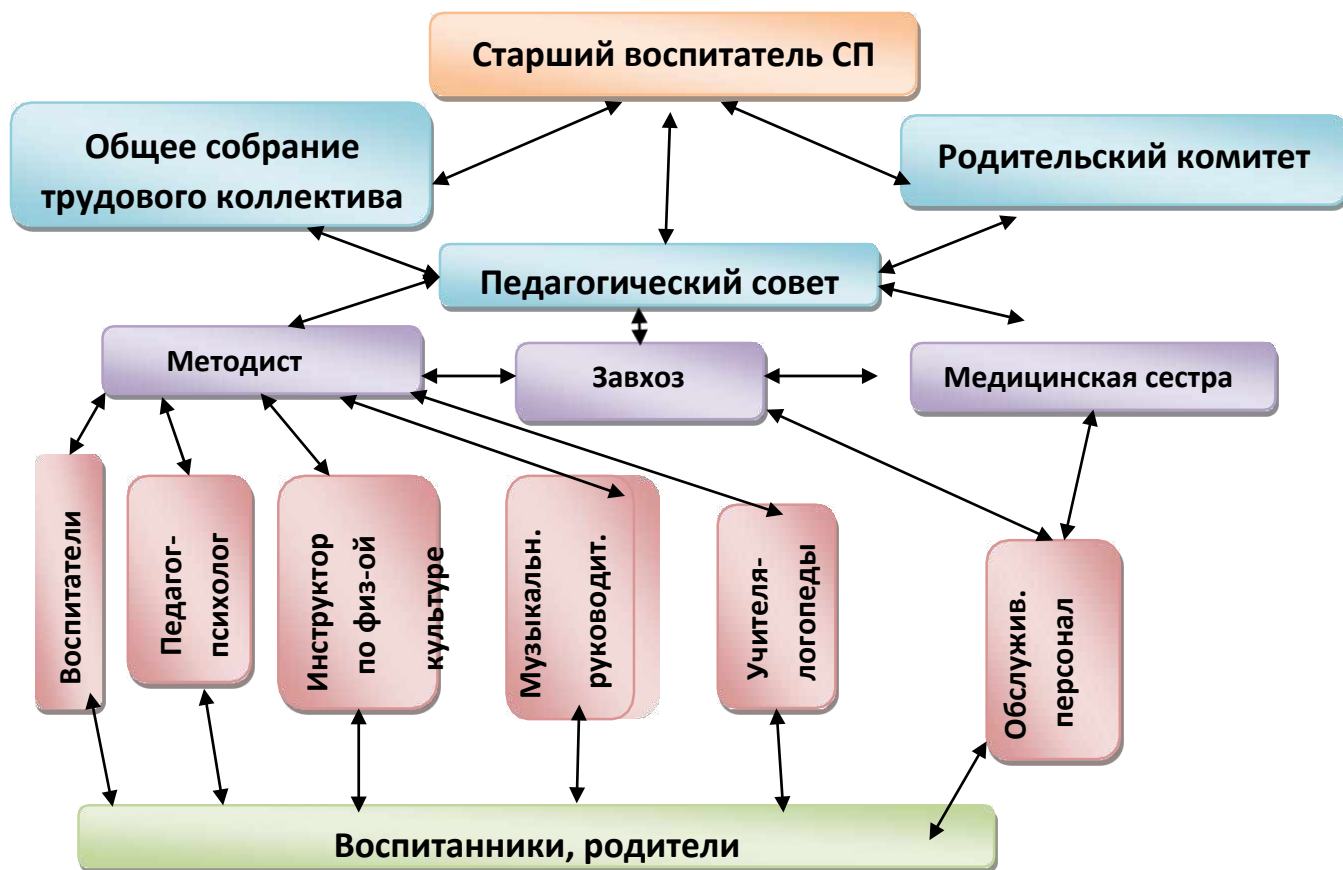 Старший воспитатель СП
Общее собрание
трудового коллектива
Родительский комитет
Педагогический совет
Методист
Завхоз
Медицинская сестра
Воспитатели
Педагог-
психолог
Инструктор
по физ-ой
культуре
Музыкальн.
руководит.
Учителя-
логопеды
Обслужив.
персонал
Воспитанники, родители